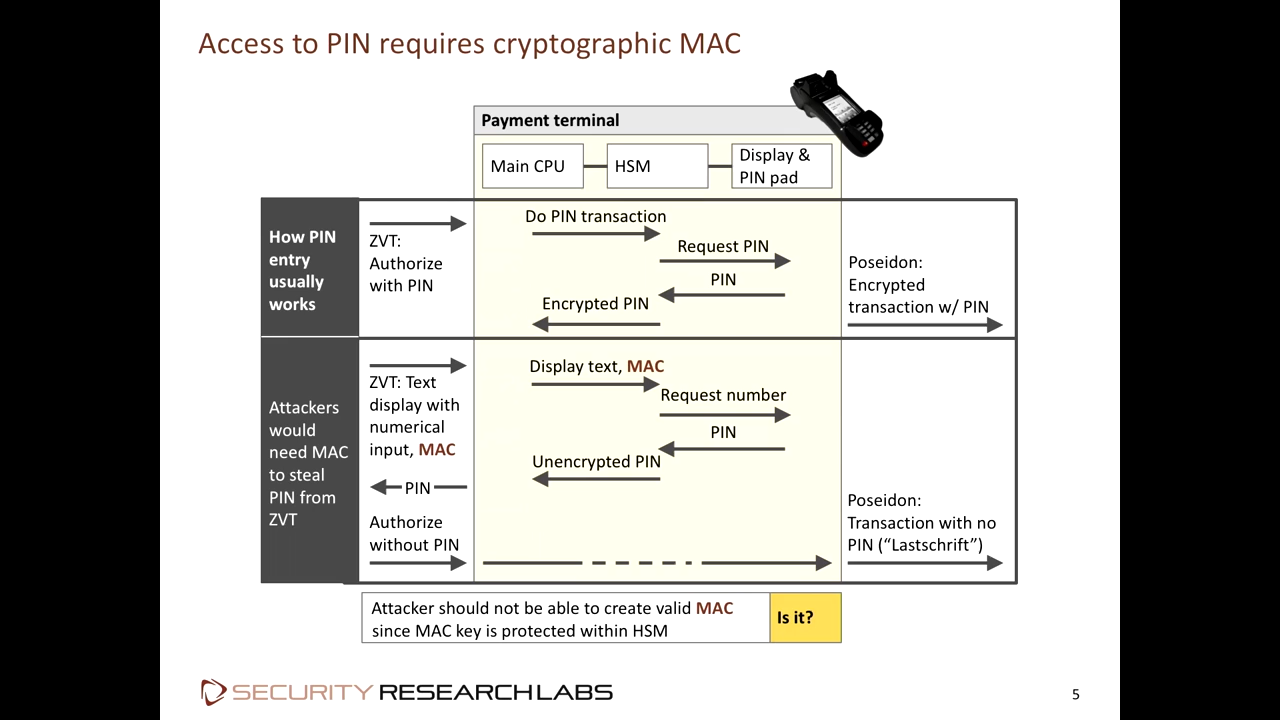 Access to PIN requires cryptographic MAC
Payment terminal
Main CPU
HSM
Display &
PIN pad
How PIN
entry
usually
works
ZVT:
Authorize
with PIN
Do PIN transaction
Request PIN
PIN
Encrypted PIN
Poseidon:
Encrypted
transaction w/ PIN
Attackers
would
need MAC
to steal
PIN from
ZVT
ZVT: Text
display with
numerical
input, MAC
PIN
Authorize
without PIN
Display text, MAC
Request number
PIN
Unencrypted PIN
Poseidon:
Transaction with no
PIN (“Lastschrift”)
Attacker should not be able to create valid MAC
since MAC key is protected within HSM
Is it?
SECURITY RESEARCH LABS
5